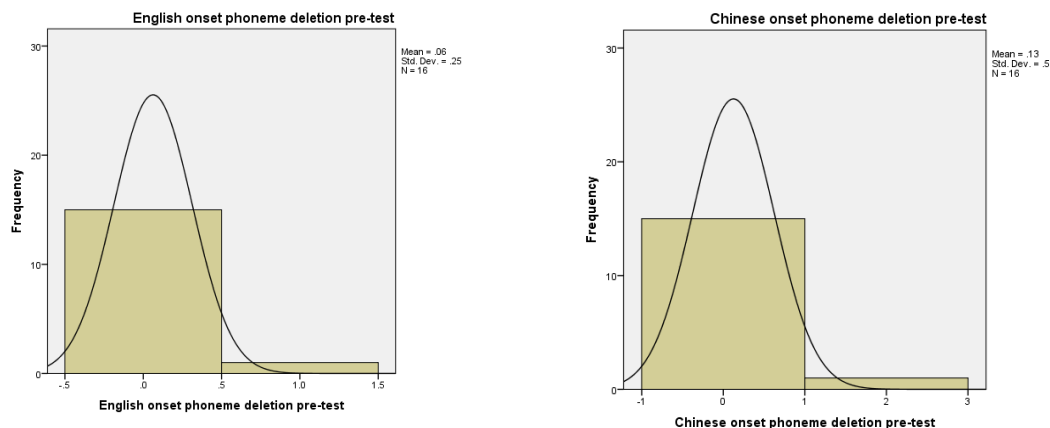 English onset phoneme deletion pre-test
Mean = .06
Std. Dev. = .25
N = 16
30
20
10
0
Frequency
-.5
.0
.5
1.0
1.5
English onset phoneme deletion pre-test
Chinese onset phoneme deletion pre-test
Mean = .13
Std. Dev. = .5
N = 16
30
20
10
0
Frequency
-1
0
1
2
3
Chinese onset phoneme deletion pre-test